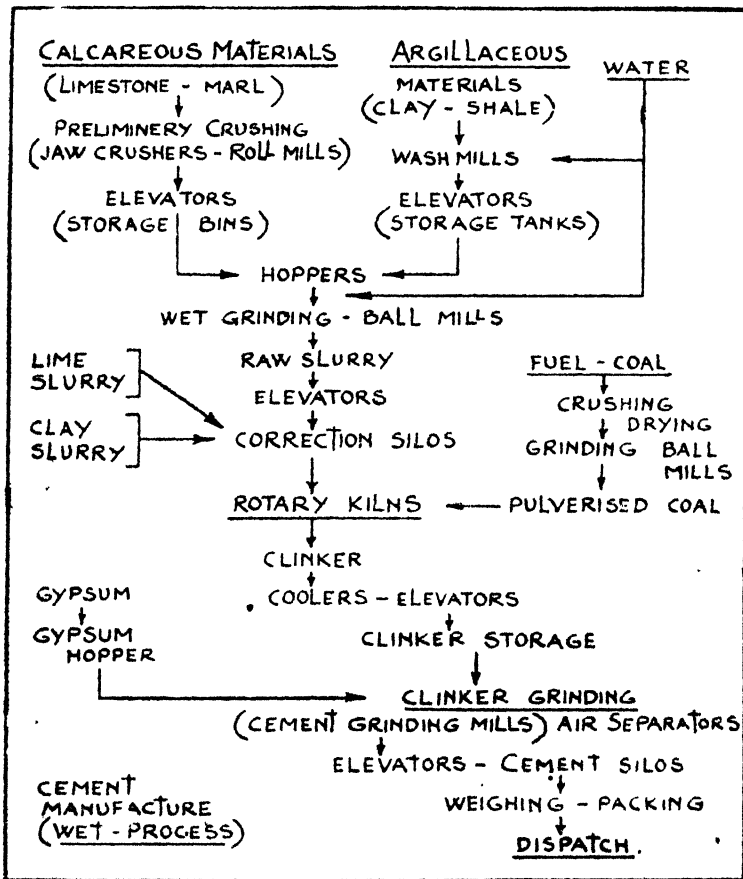 CALCAREOUS MATERIALS
(LIMESTONE - MARL)
PRELIMINERY CRUSHING
(JAW CRUSHERS - ROLL MILLS)
ELEVATORS
(STORAGE BINS)
ARGILLACEOUS
MATERIALS
(CLAY - SHALE)
WASH MILLS
ELEVATORS
(STORAGE TANKS)
WATER
HOPPERS
WET GRINDING - BALL MILLS
RAW SLURRY
ELEVATORS
LIME
SLURRY
CLAY
SLURRY
CORRECTION SILOS
FUEL - COAL
CRUSHING
DRYING
GRINDING BALL
MILLS
PULVERISED COAL
ROTARY KILNS
CLINKER
COOLERS - ELEVATORS
CLINKER STORAGE
GYPSUM
GYPSUM
HOPPER
CLINKER GRINDING
(CEMENT GRINDING MILLS) AIR SEPARATORS
ELEVATORS - CEMENT SILOS
WEIGHING - PACKING
DISPATCH.
CEMENT
MANUFACTURE
(WET - PROCESS)